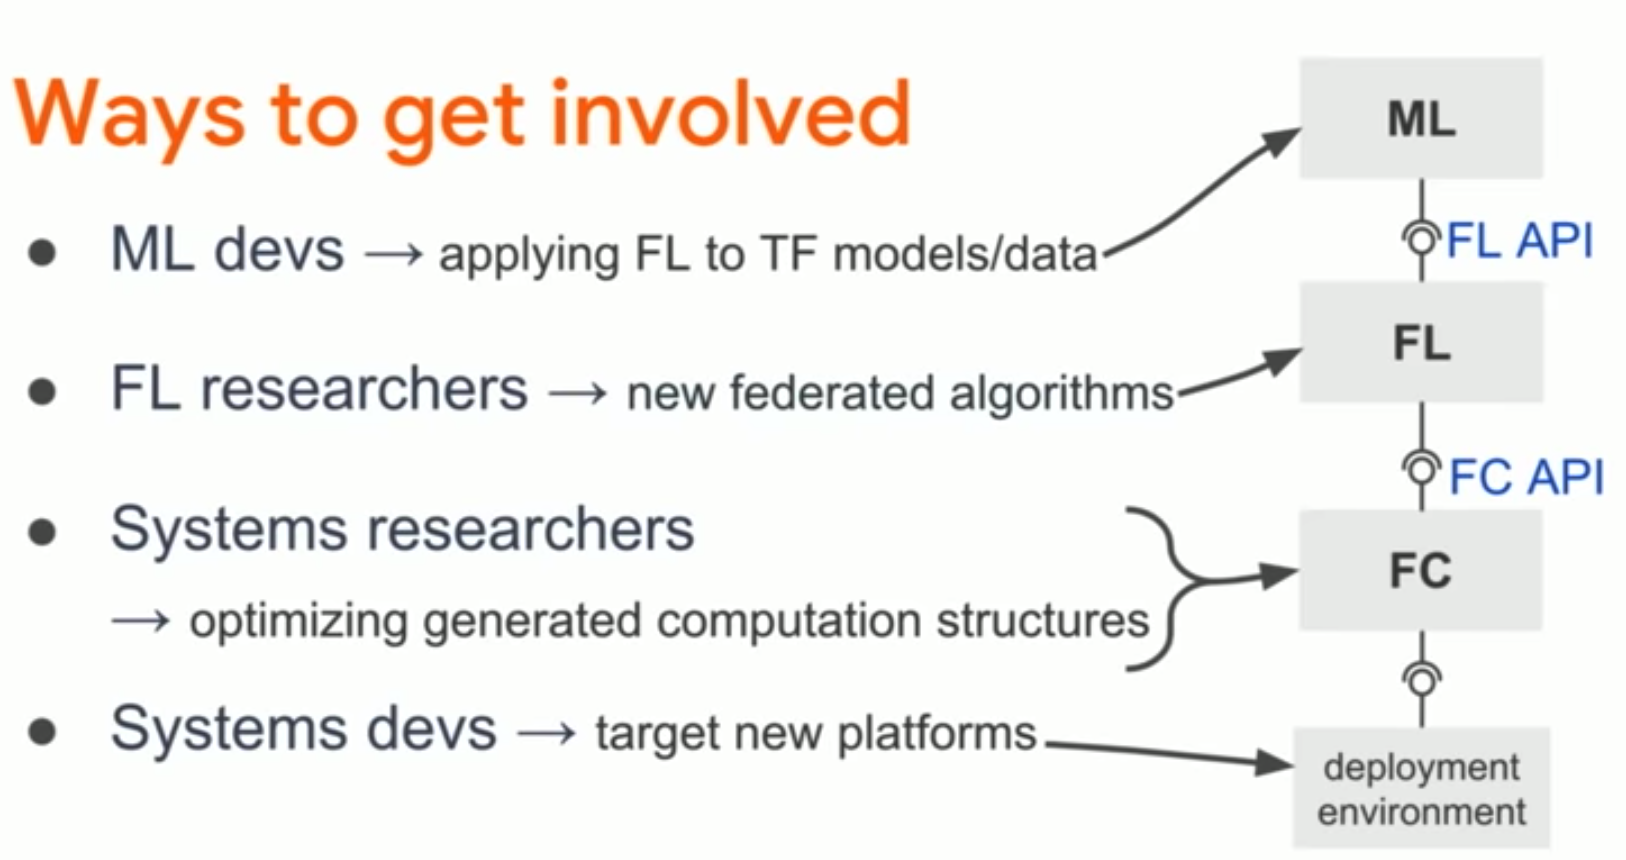 Ways to get involved
● ML devs → applying FL to TF models/data
● FL researchers → new federated algorithms
● Systems researchers
→ optimizing generated computation structures
● Systems devs → target new platforms
ML
FL API
FL
FC API
FC
deployment
environment